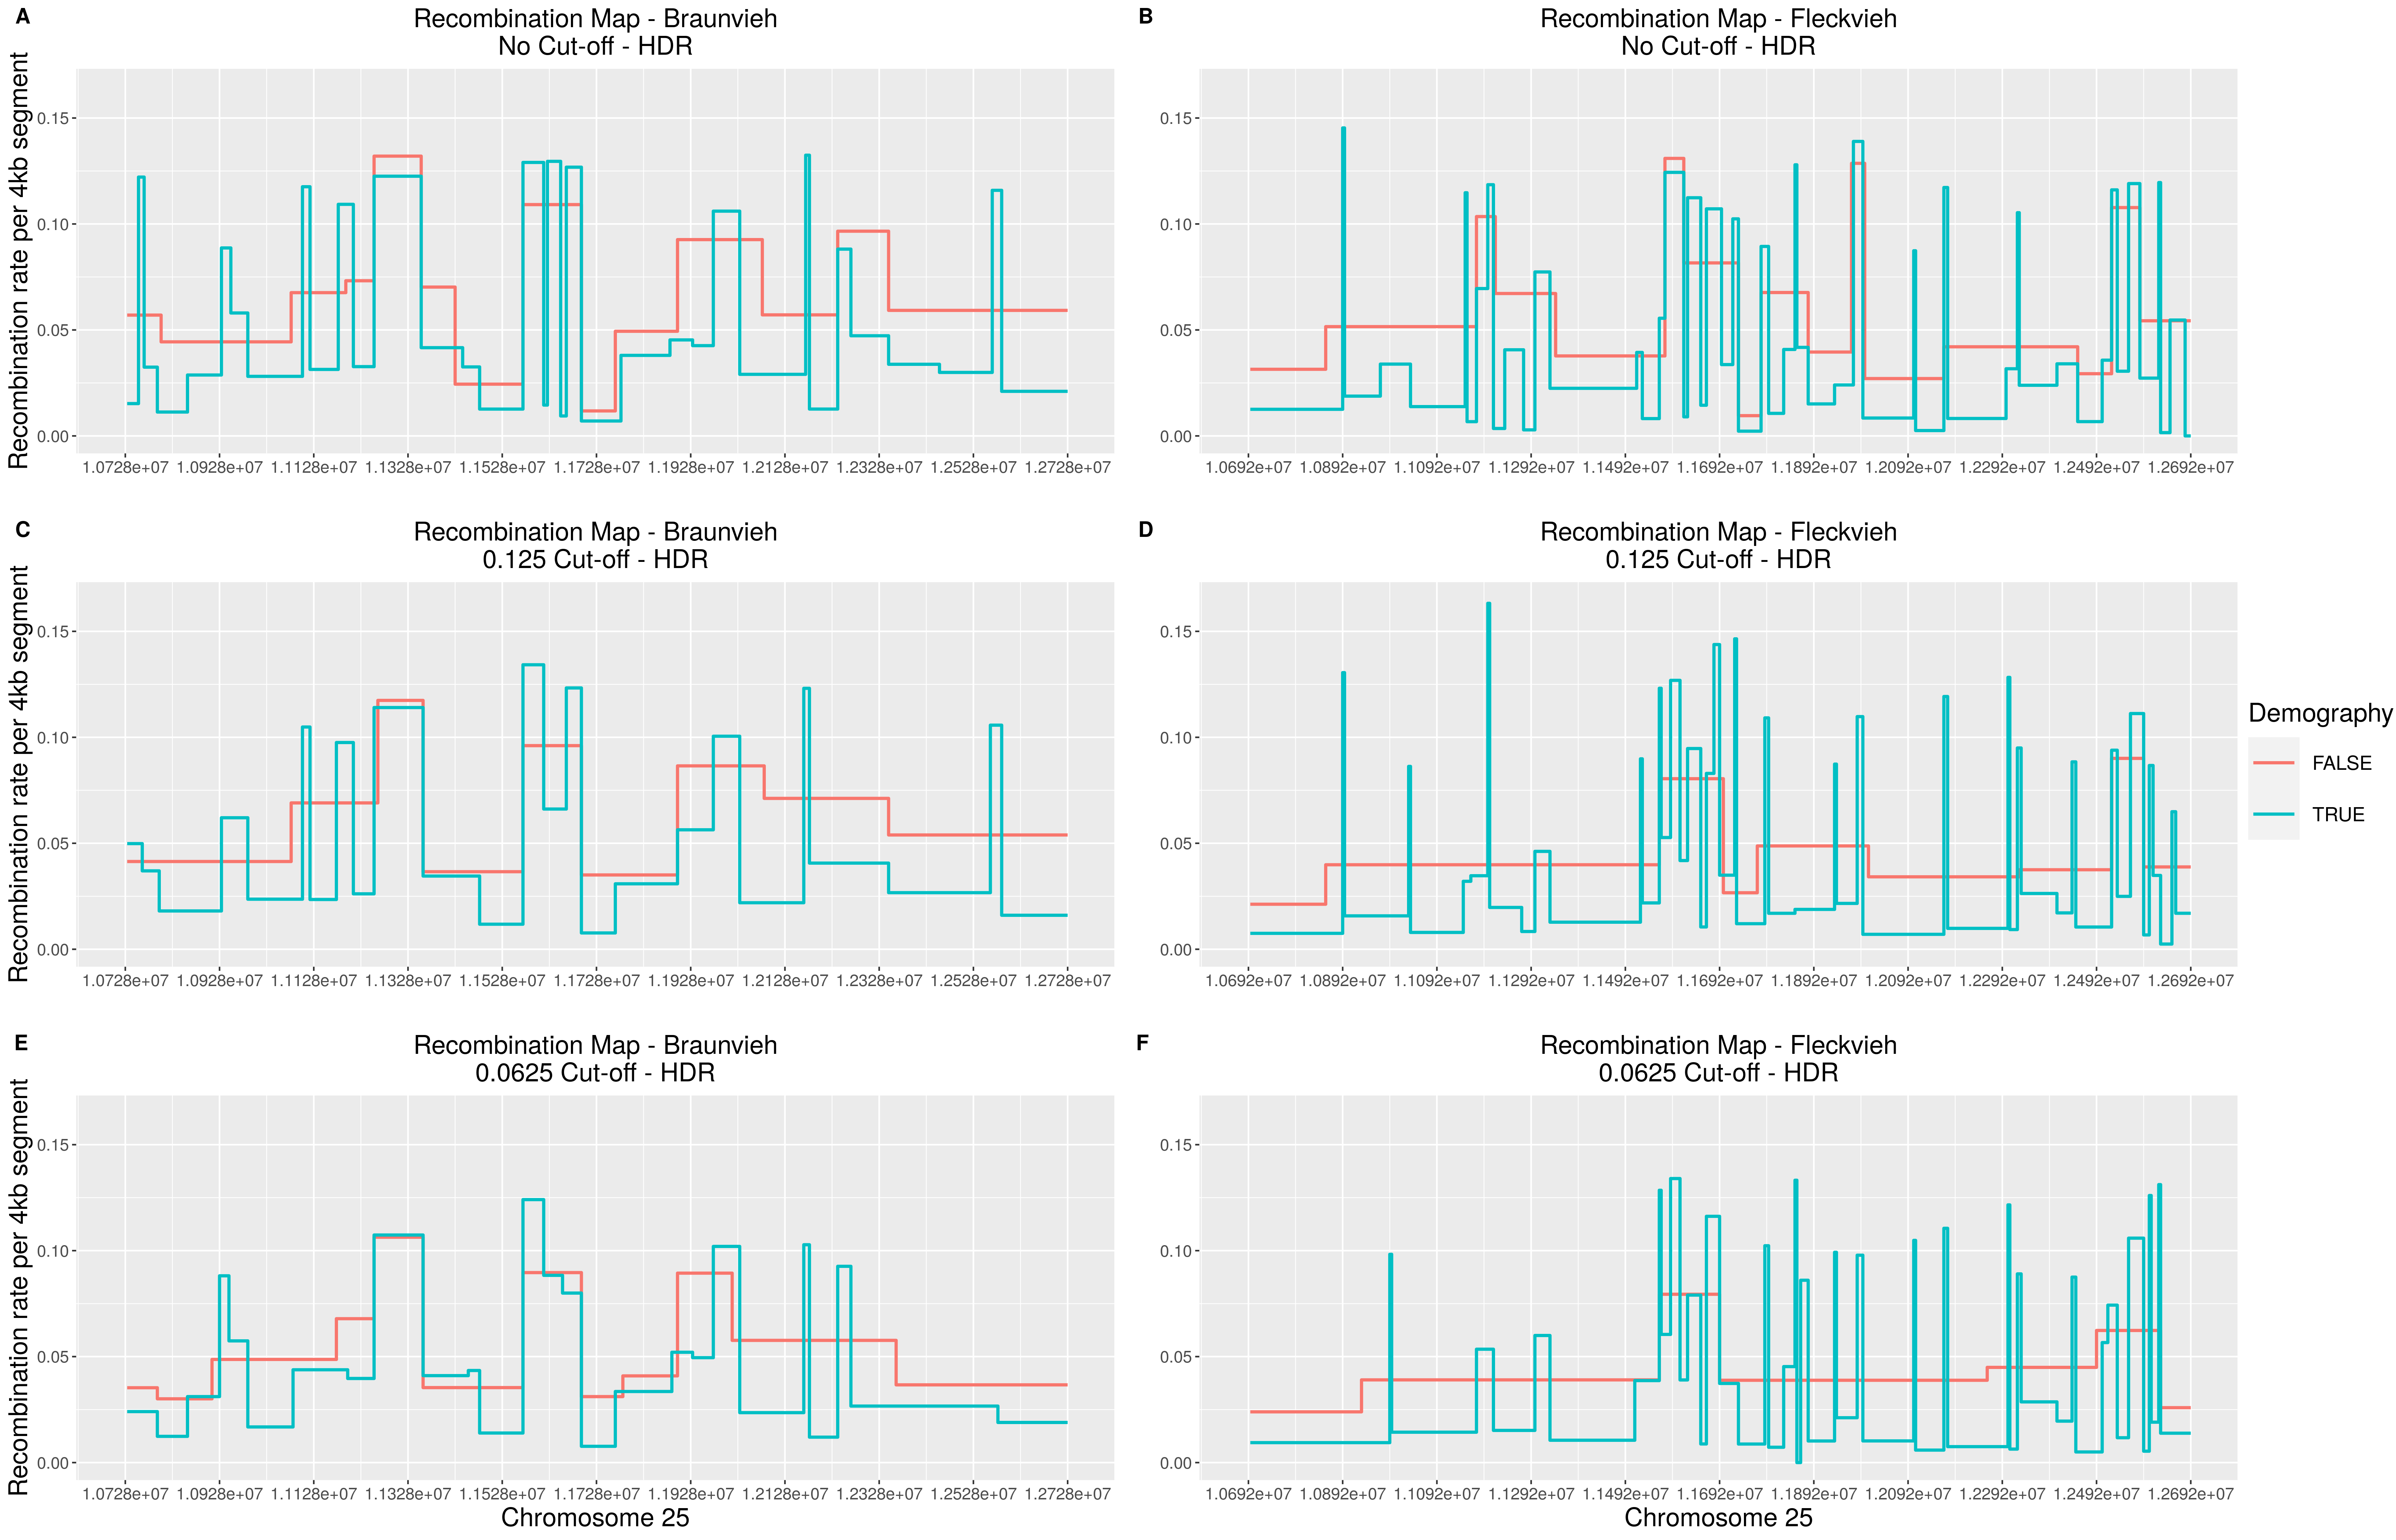 A
Recombination Map - Braunvieh
No Cut-off - HDR
Recombination rate per 4kb segment
0.15
0.10
0.05
0.00
1.0728e+07 1.0928e+07 1.1128e+07 1.1328e+07 1.1528e+07 1.1728e+07 1.1928e+07 1.2128e+07 1.2328e+07 1.2528e+07 1.2728e+07
B
Recombination Map - Fleckvieh
No Cut-off - HDR
0.15
0.10
0.05
0.00
1.0692e+07 1.0892e+07 1.1092e+07 1.1292e+07 1.1492e+07 1.1692e+07 1.1892e+07 1.2092e+07 1.2292e+07 1.2492e+07 1.2692e+07
C
Recombination Map - Braunvieh
0.125 Cut-off - HDR
Recombination rate per 4kb segment
0.15
0.10
0.05
0.00
1.0728e+07 1.0928e+07 1.1128e+07 1.1328e+07 1.1528e+07 1.1728e+07 1.1928e+07 1.2128e+07 1.2328e+07 1.2528e+07 1.2728e+07
D
Recombination Map - Fleckvieh
0.125 Cut-off - HDR
0.15
0.10
0.05
0.00
1.0692e+07 1.0892e+07 1.1092e+07 1.1292e+07 1.1492e+07 1.1692e+07 1.1892e+07 1.2092e+07 1.2292e+07 1.2492e+07 1.2692e+07
Demography
FALSE
TRUE
E
Recombination Map - Braunvieh
0.0625 Cut-off - HDR
Recombination rate per 4kb segment
0.15
0.10
0.05
0.00
1.0728e+07 1.0928e+07 1.1128e+07 1.1328e+07 1.1528e+07 1.1728e+07 1.1928e+07 1.2128e+07 1.2328e+07 1.2528e+07 1.2728e+07
Chromosome 25
F
Recombination Map - Fleckvieh
0.0625 Cut-off - HDR
0.15
0.10
0.05
0.00
1.0692e+07 1.0892e+07 1.1092e+07 1.1292e+07 1.1492e+07 1.1692e+07 1.1892e+07 1.2092e+07 1.2292e+07 1.2492e+07 1.2692e+07
Chromosome 25